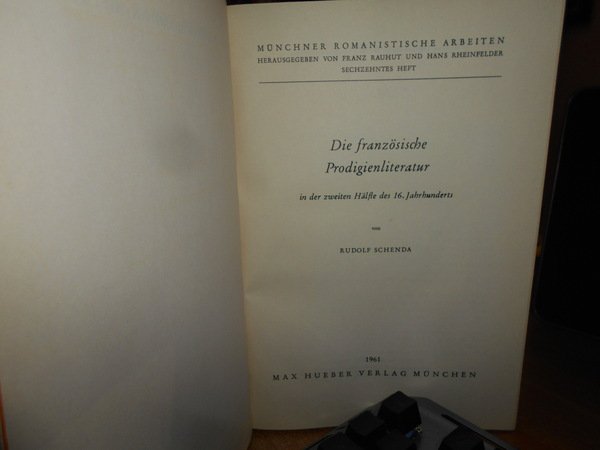 MÜNCHNER ROMANISTISCHE ARBEITEN
HERAUSGEGEBEN VON FRANZ RAUHUT UND HANS RHEINFELDER
SECHZEHNTES HEFT
Die französische
Prodigienliteratur
in der zweiten Hälfte des 16. Jahrhunderts
von
RUDOLF SCHENDA
1961
MAX HUEBER VERLAG MÜNCHEN